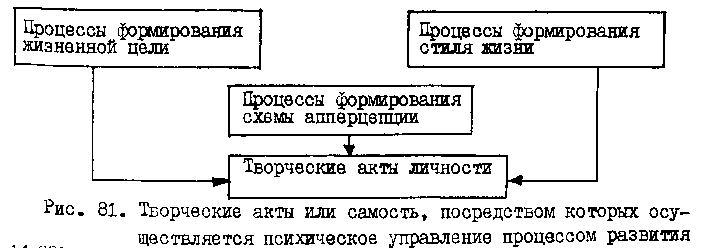 Процессы формирования
жизненной цели
Процессы формирования
стиля жизни
Процессы формирования
схемы апперцепции
Творческие акты личности
Рис. 81. Творческие акты или самость, посредством которых осу-
ществляется психическое управление процессом развития